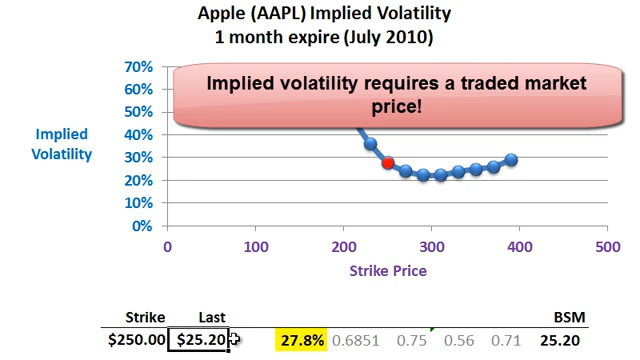 Apple (AAPL) Implied Volatility
1 month expire (July 2010)
70%
60%
50%
40%
30%
20%
10%
0%
Implied volatility requires a traded market
price!
Implied
Volatility
0 100 200 300 400 500
Strike Price
Strike Last BSM
$250.00 $25.20 27.8% 0.6851 0.75 0.56 0.71 25.20